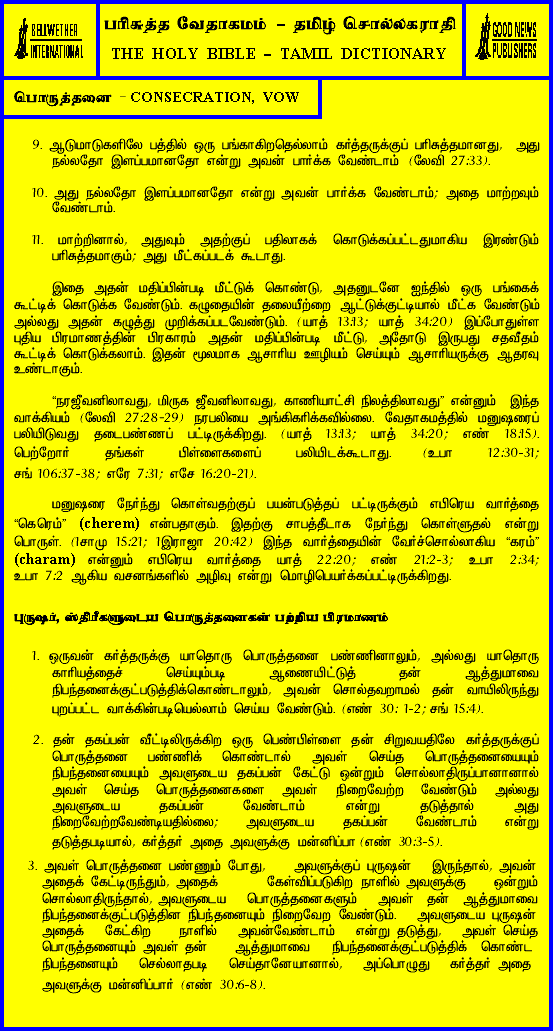 BELLWETHER
INTERNATIONAL
பரிசுத்த வேதாகமம் – தமிழ் சொல்லகராதி
THE HOLY BIBLE – TAMIL DICTIONARY
GOOD NEWS
PUBLISHERS
பொருத்தனை – CONSECRATION, VOW
9. ஆடுமாடுகளிலே பத்தில் ஒரு பங்காகிறதெல்லாம் கர்த்தருக்குப் பரிசுத்தமானது, அது
நல்லதோ இளப்பமானதோ என்று அவன் பார்க்க வேண்டாம் (லேவி 27:33).
10. அது நல்லதோ இளப்பமானதோ என்று அவன் பார்க்க வேண்டாம்; அதை மாற்றவும்
வேண்டாம்.
11. மாற்றினால், அதுவும் அதற்குப் பதிலாகக் கொடுக்கப்பட்டதுமாகிய இரண்டும்
பரிசுத்தமாகும்; அது மீட்கப்படக் கூடாது.
இதை அதன் மதிப்பின்படி மீட்டுக் கொண்டு, அதனுடனே ஐந்தில் ஒரு பங்கைக்
கூட்டிக் கொடுக்க வேண்டும். கழுதையின் தலையீற்றை ஆட்டுக்குட்டியால் மீட்க வேண்டும்
அல்லது அதன் கழுத்து முறிக்கப்படவேண்டும். (யாத் 13:13; யாத் 34:20) இப்போதுள்ள
புதிய பிரமாணத்தின் பிரகாரம் அதன் மதிப்பின்படி மீட்டு, அதோடு இருபது சதவீதம்
கூட்டிக் கொடுக்கலாம். இதன் மூலமாக ஆசாரிய ஊழியம் செய்யும் ஆசாரியருக்கு ஆதரவு
உண்டாகும்.
“நரஜீவனிலாவது, மிருக ஜீவனிலாவது, காணியாட்சி நிலத்திலாவது” என்னும் இந்த
வாக்கியம் (லேவி 27:28-29) நரபலியை அங்கிகரிக்கவில்லை. வேதாகமத்தில் மனுஷரைப்
பலியிடுவது தடைபண்ணப் பட்டிருக்கிறது. (யாத் 13:13; யாத் 34:20; எண் 18:15).
பெற்றோர் தங்கள் பிள்ளைகளைப் பலியிடக்கூடாது. (உபா 12:30-31;
சங் 106:37-38; எரே 7:31; எசே 16:20-21).
மனுஷரை நேர்ந்து கொள்வதற்குப் பயன்படுத்தப் பட்டிருக்கும் எபிரெய வார்த்தை
“கெரெம்” (cherem) என்பதாகும். இதற்கு சாபத்தீடாக நேர்ந்து கொள்ளுதல் என்று
பொருள். (1சாமு 15:21; 1இராஜா 20:42) இந்த வார்த்தையின் வேர்ச்சொல்லாகிய “கரம்”
(charam) என்னும் எபிரெய வார்த்தை யாத் 22:20; எண் 21:2-3; உபா 2:34;
உபா 7:2 ஆகிய வசனங்களில் அழிவு என்று மொழிபெயர்க்கப்பட்டிருக்கிறது.
புருஷர், ஸ்திரீகளுடைய பொருத்தனைகள் பற்றிய பிரமாணம்
1. ஒருவன் கர்த்தருக்கு யாதொரு பொருத்தனை பண்ணினாலும், அல்லது யாதொரு
காரியத்தைச் செய்யும்படி ஆணையிட்டுத் தன் ஆத்துமாவை
நிபந்தனைக்குட்படுத்திக்கொண்டாலும், அவன் சொல்தவறாமல் தன் வாயிலிருந்து
புறப்பட்ட வாக்கின்படியெல்லாம் செய்ய வேண்டும். (எண் 30: 1-2; சங் 15:4).
2. தன் தகப்பன் வீட்டிலிருக்கிற ஒரு பெண்பிள்ளை தன் சிறுவயதிலே கர்த்தருக்குப்
பொருத்தனை பண்ணிக் கொண்டால் அவள் செய்த பொருத்தனையையும்
நிபந்தனையையும் அவளுடைய தகப்பன் கேட்டு ஒன்றும் சொல்லாதிருப்பானானால்
அவள் செய்த பொருத்தனைகளை அவள் நிறைவேற்ற வேண்டும் அல்லது
அவளுடைய தகப்பன் வேண்டாம் என்று தடுத்தால் அது
நிறைவேற்றவேண்டியதில்லை; அவளுடைய தகப்பன் வேண்டாம் என்று
தடுத்தபடியால், கர்த்தர் அதை அவளுக்கு மன்னிப்பா (எண் 30:3-5).
3. அவள் பொருத்தனை பண்ணும் போது, அவளுக்குப் புருஷன் இருந்தால், அவன்
அதைக் கேட்டிருந்தும், அதைக் கேள்விப்படுகிற நாளில் அவளுக்கு ஒன்றும்
சொல்லாதிருந்தால், அவளுடைய பொருத்தனைகளும் அவள் தன் ஆத்துமாவை
நிபந்தனைக்குட்படுத்தின நிபந்தனையும் நிறைவேற வேண்டும். அவளுடைய புருஷன்
அதைக் கேட்கிற நாளில் அவன்வேண்டாம் என்று தடுத்து, அவள் செய்த
பொருத்தனையும் அவள் தன் ஆத்துமாவை நிபந்தனைக்குட்படுத்திக் கொண்ட
நிபந்தனையும் செல்லாதபடி செய்தானேயானால், அப்பொழுது கர்த்தர் அதை
அவளுக்கு மன்னிப்பார் (எண் 30:6-8).